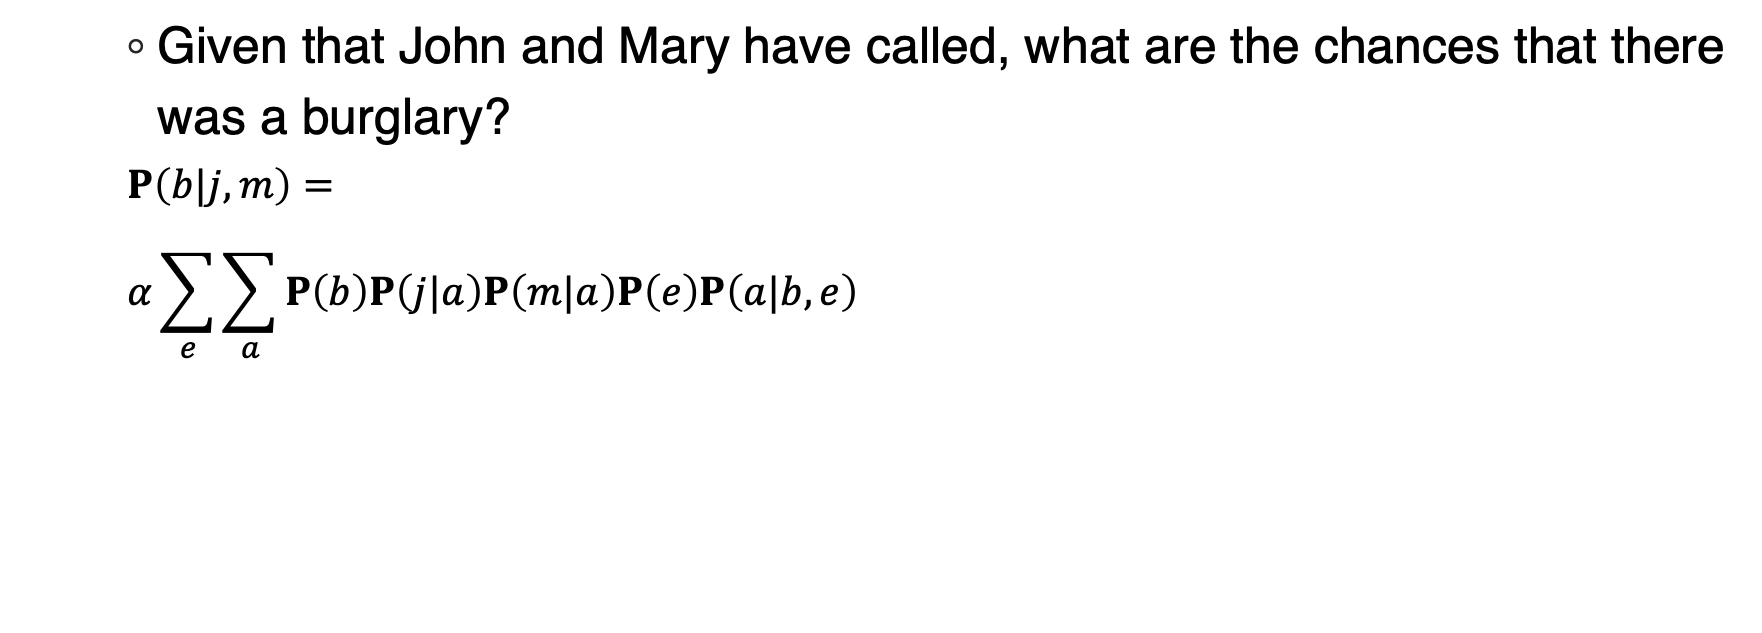 ◦ Given that John and Mary have called, what are the chances that there
was a burglary?
𝐏(𝑏|𝑗, 𝑚) =
𝛼 ∑ ∑ 𝐏(𝑏)𝐏(𝑗|𝑎)𝐏(𝑚|𝑎)𝐏(𝑒)𝐏(𝑎|𝑏, 𝑒)
𝑒 𝑎